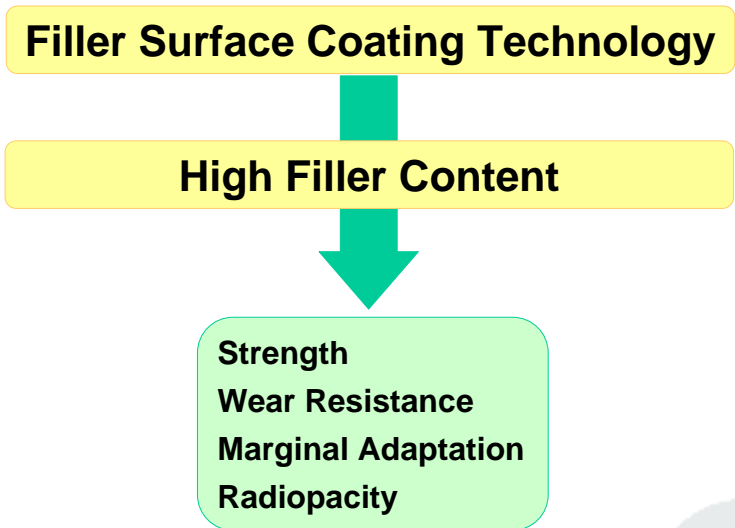 Filler Surface Coating Technology
High Filler Content
Strength
Wear Resistance
Marginal Adaptation
Radiopacity